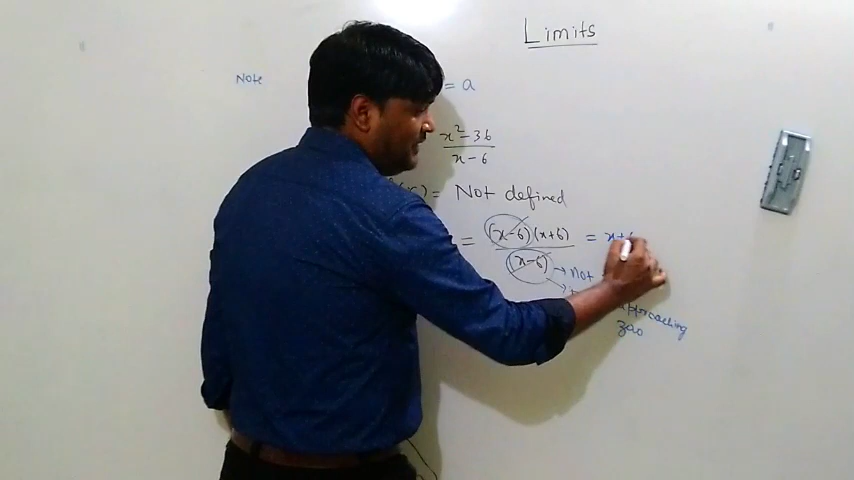 Limits
Note = a
x² - 36
x - 6
(x) = Not defined
= (x-6)(x+6) = x+
(x-6) → Not
→
approaching
zero